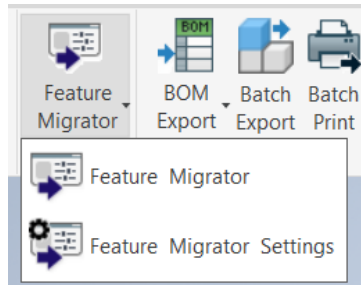 BOM
Feature
Migrator
BOM
Export
Batch
Export
Batch
Print
Feature Migrator
Feature Migrator Settings